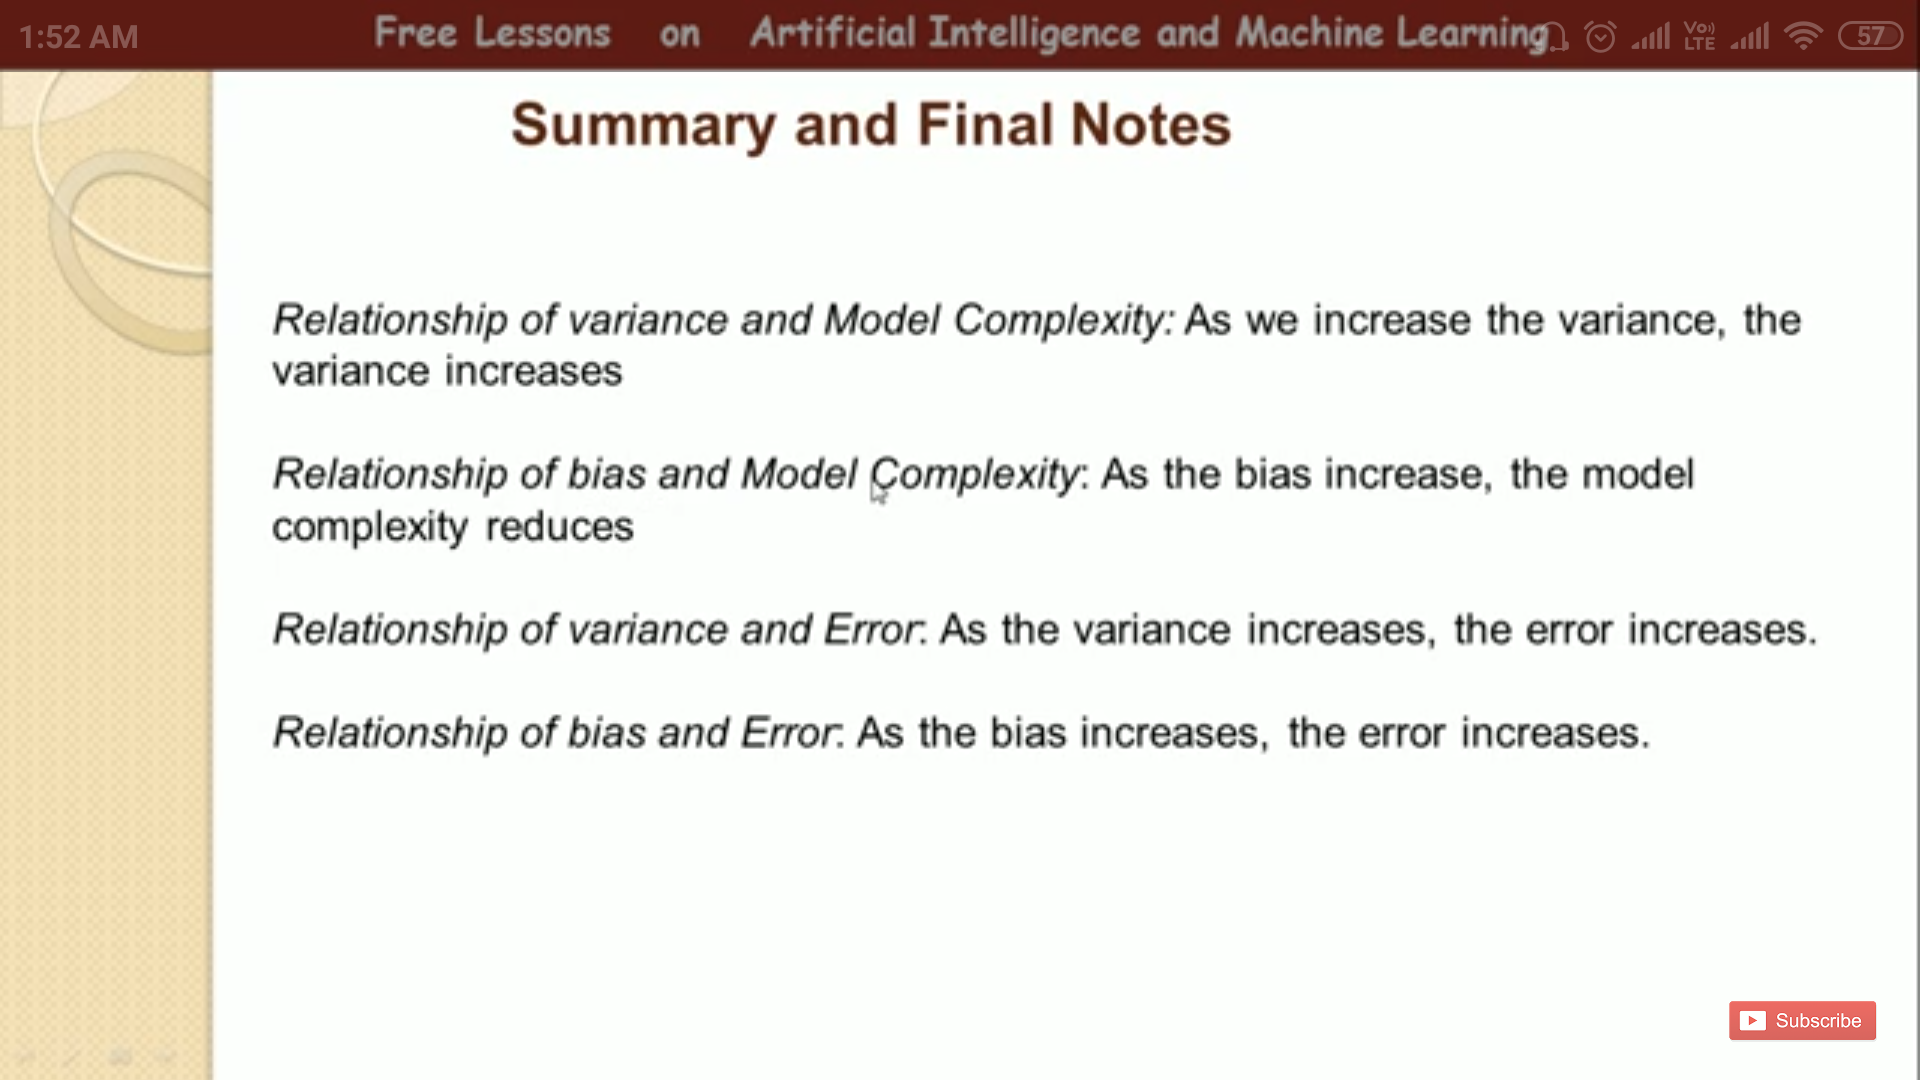 1:52 AM
Free Lessons on Artificial Intelligence and Machine Learning
Vo) LTE
57
Summary and Final Notes
Relationship of variance and Model Complexity: As we increase the variance, the
variance increases
Relationship of bias and Model Complexity: As the bias increase, the model
complexity reduces
Relationship of variance and Error: As the variance increases, the error increases.
Relationship of bias and Error: As the bias increases, the error increases.
Subscribe